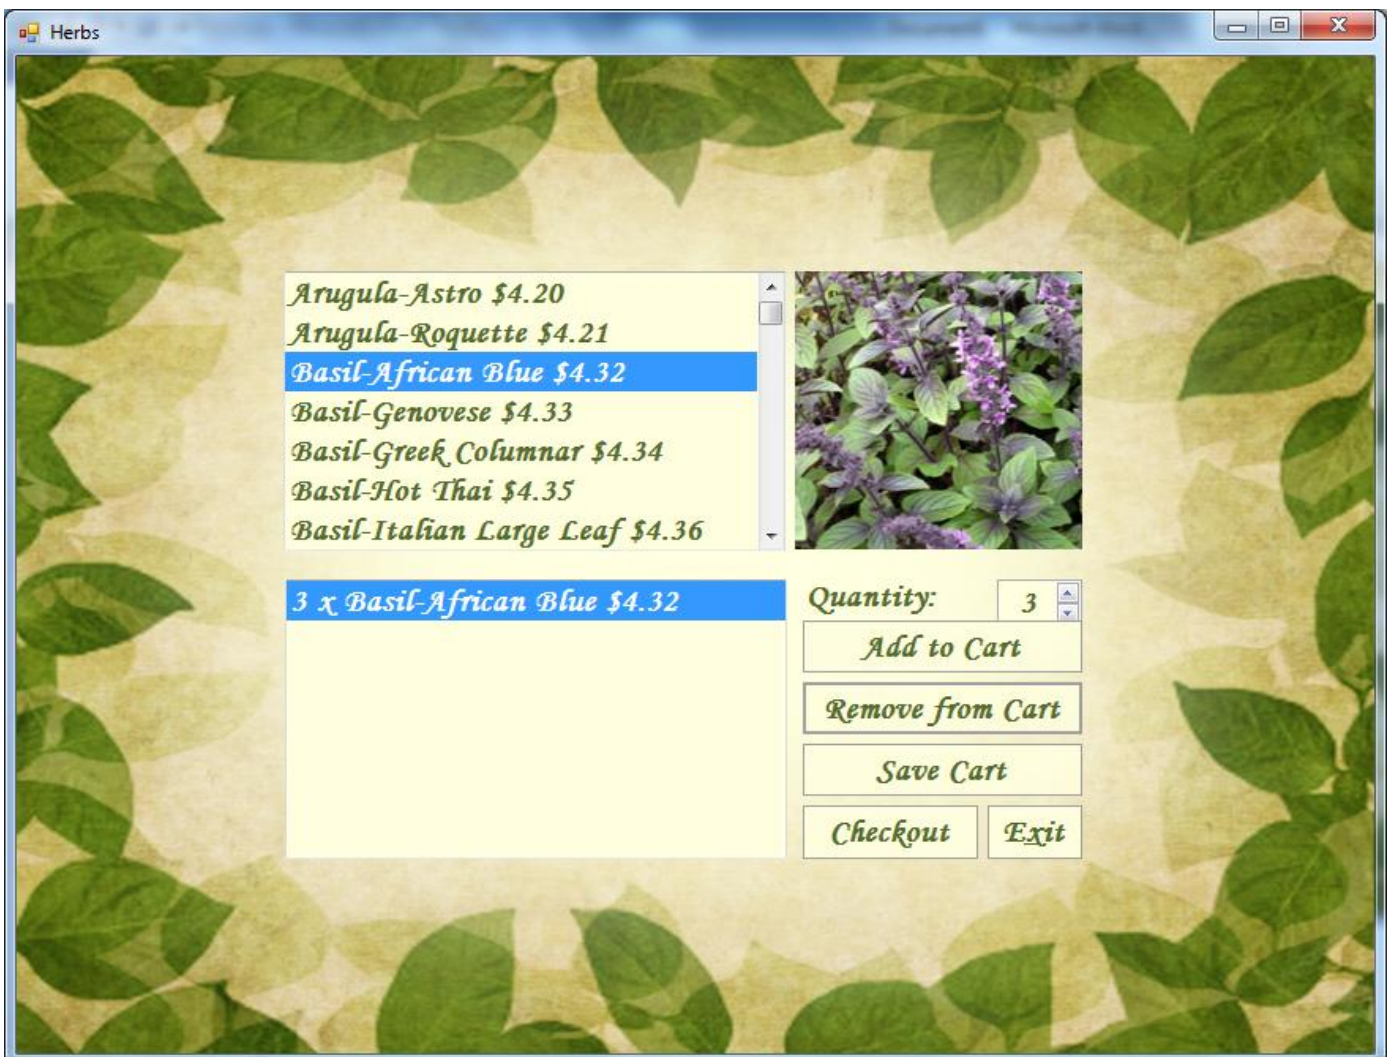 Herbs
Arugula-Astro $4.20
Arugula-Roquette $4.21
Basil-African Blue $4.32
Basil-Genovese $4.33
Basil-Greek Columnar $4.34
Basil-Hot Thai $4.35
Basil-Italian Large Leaf $4.36
3 x Basil-African Blue $4.32
Quantity: 3
Add to Cart
Remove from Cart
Save Cart
Checkout Exit